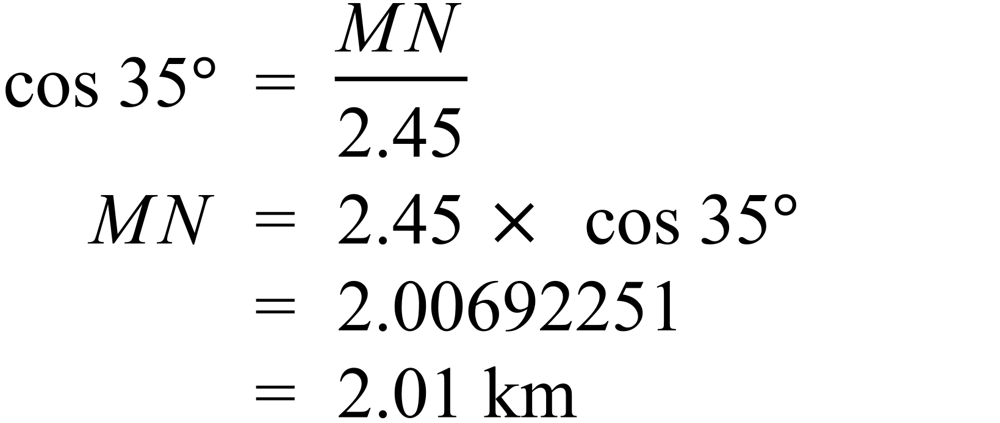 cos 35° = MN/2.45
MN = 2.45 × cos 35°
= 2.00692251
= 2.01 km